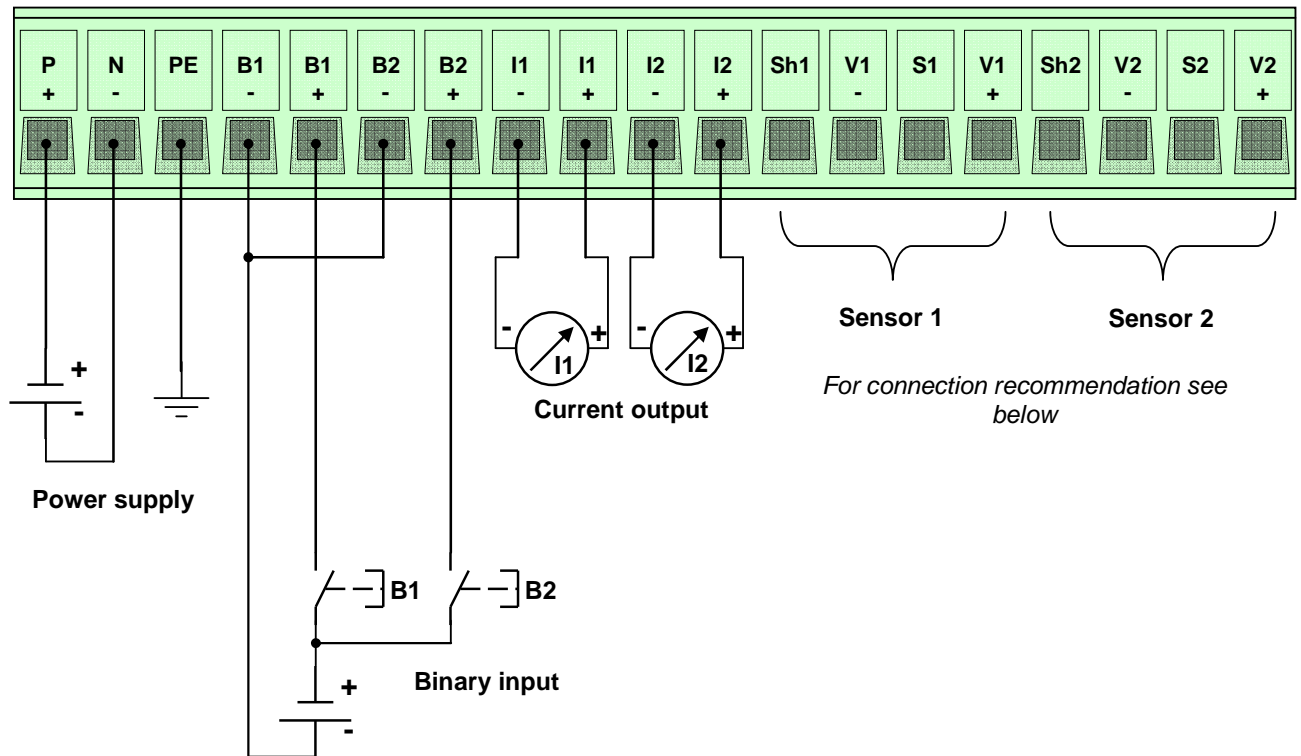 P N PE B1 B1 B2 B2 I1 I1 I2 I2 Sh1 V1 S1 V1 Sh2 V2 S2 V2
+ - - + - + - + - + - + - +
Sensor 1 Sensor 2
- + - +
I1 I2
For connection recommendation see
below
Current output
+
-
Power supply
B1 B2
Binary input
+
-